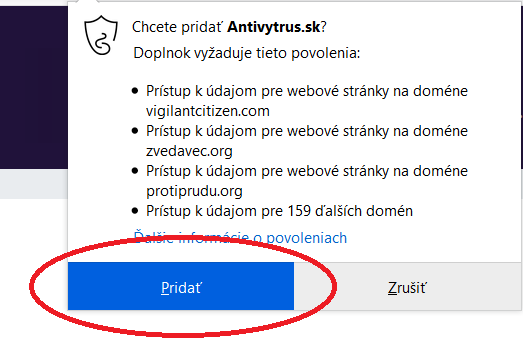 Chcete pridať Antivytrus.sk?
Doplnok vyžaduje tieto povolenia:
• Prístup k údajom pre webové stránky na doméne
vigilantcitizen.com
• Prístup k údajom pre webové stránky na doméne
zvedavec.org
• Prístup k údajom pre webové stránky na doméne
protiprudu.org
• Prístup k údajom pre 159 ďalších domén
Ďalšie informácie o povoleniach
Pridať
Zrušiť